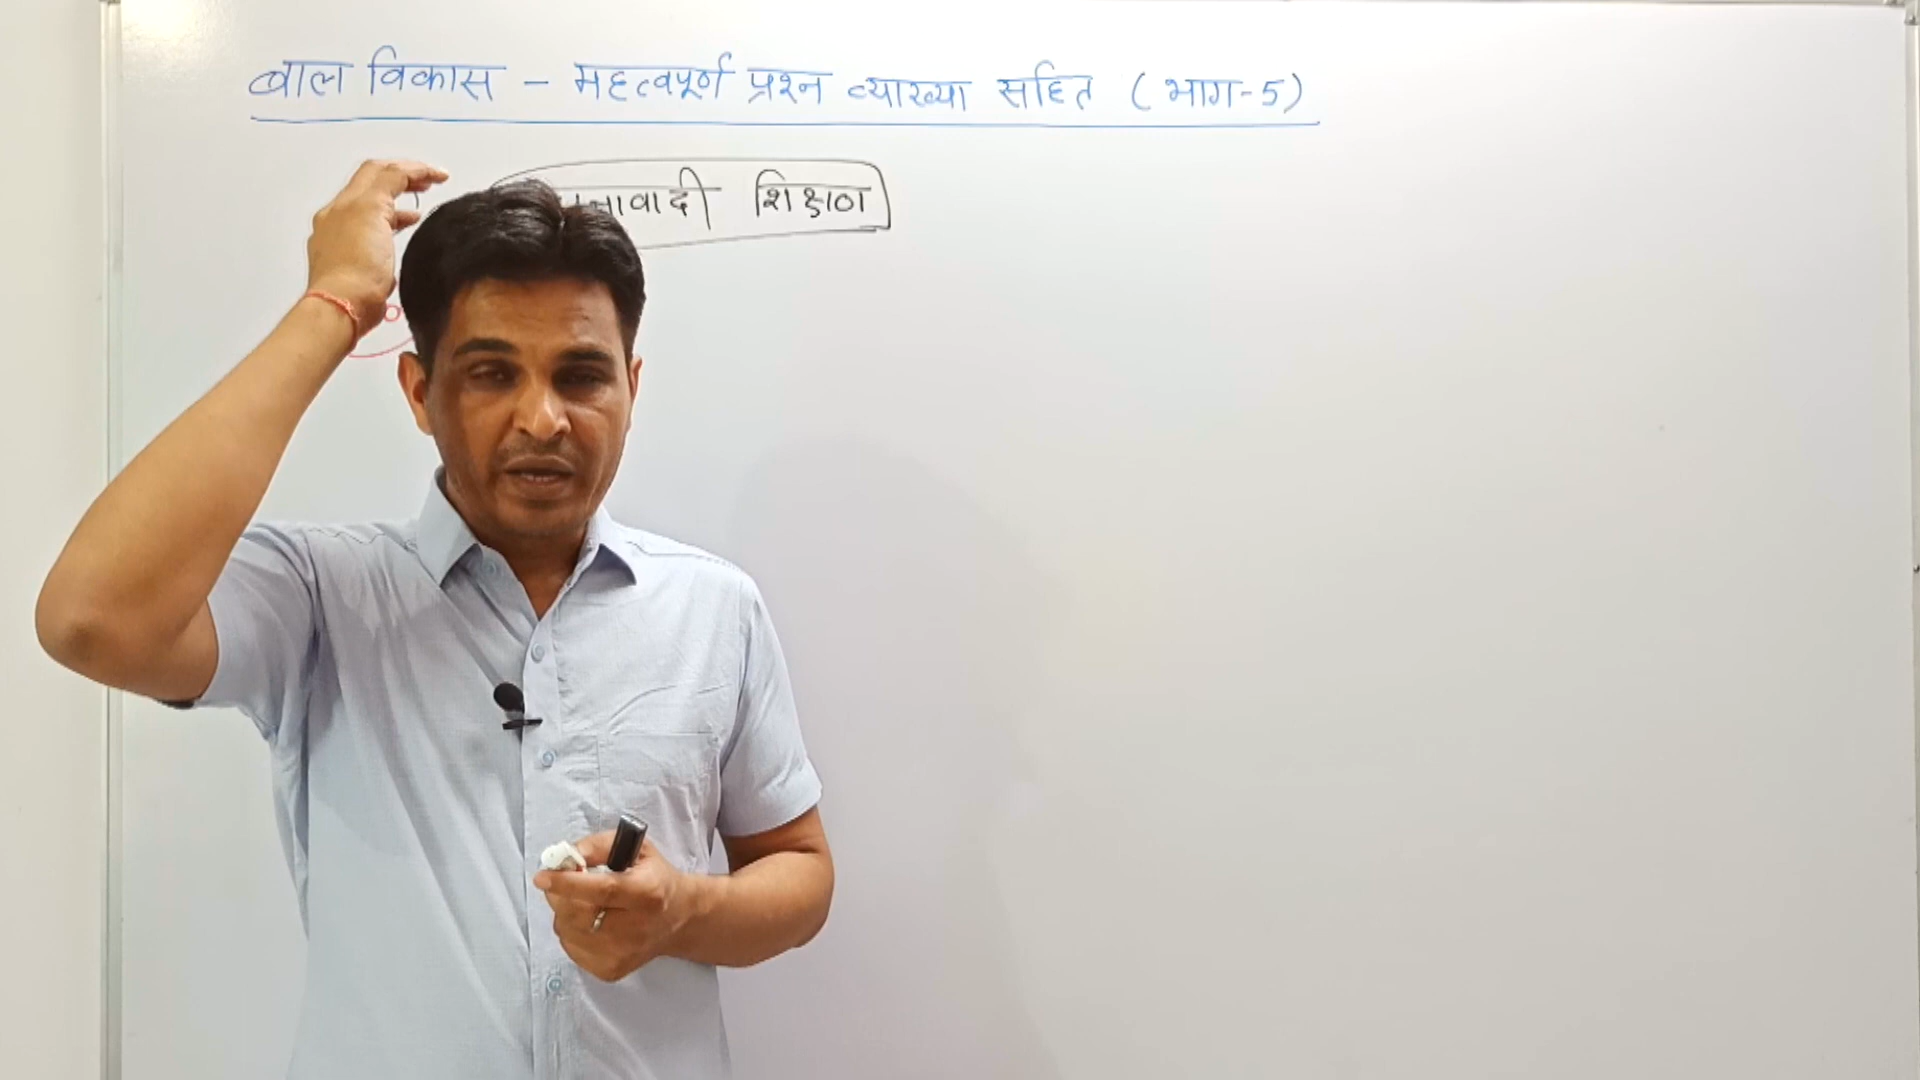 बाल विकास - महत्वपूर्ण प्रश्न व्याख्या सहित ( भाग-5 )
शिक्षण